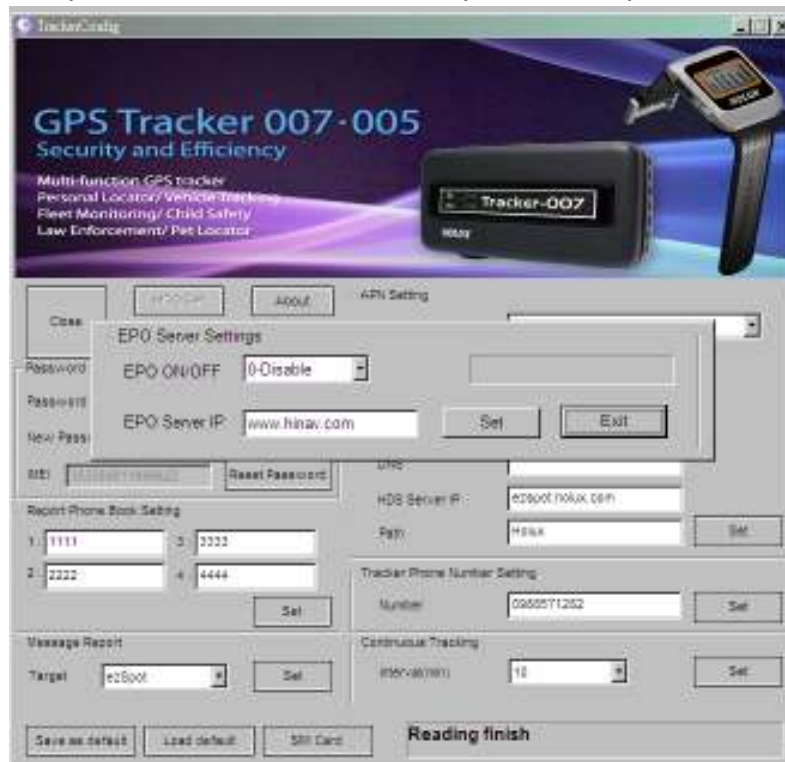 TrackerConfig
GPS Tracker 007·005
Security and Efficiency
Multi-function GPS tracker
Personal Locator/ Vehicle Tracking
Fleet Monitoring/ Child Safety
Law Enforcement/ Pet Locator
Tracker-007
HOLUX
Close
About
APN Setting
EPO Server Settings
EPO ON/OFF
0-Disable
EPO Server IP
www.hinav.com
Set
Exit
Password
Password
New Pass
IMEI
Reset Password
DNS
HDS Server IP
ezspot.holux.com
Path
Holux
Set
Report Phone Book Setting
1 : 1111
3 : 3333
2 : 2222
4 : 4444
Set
Tracker Phone Number Setting
Number
Set
Message Report
Target
ezSpot
Set
Continuous Tracking
Interval(min)
10
Set
Save as default
Load default
SIM Card
Reading finish